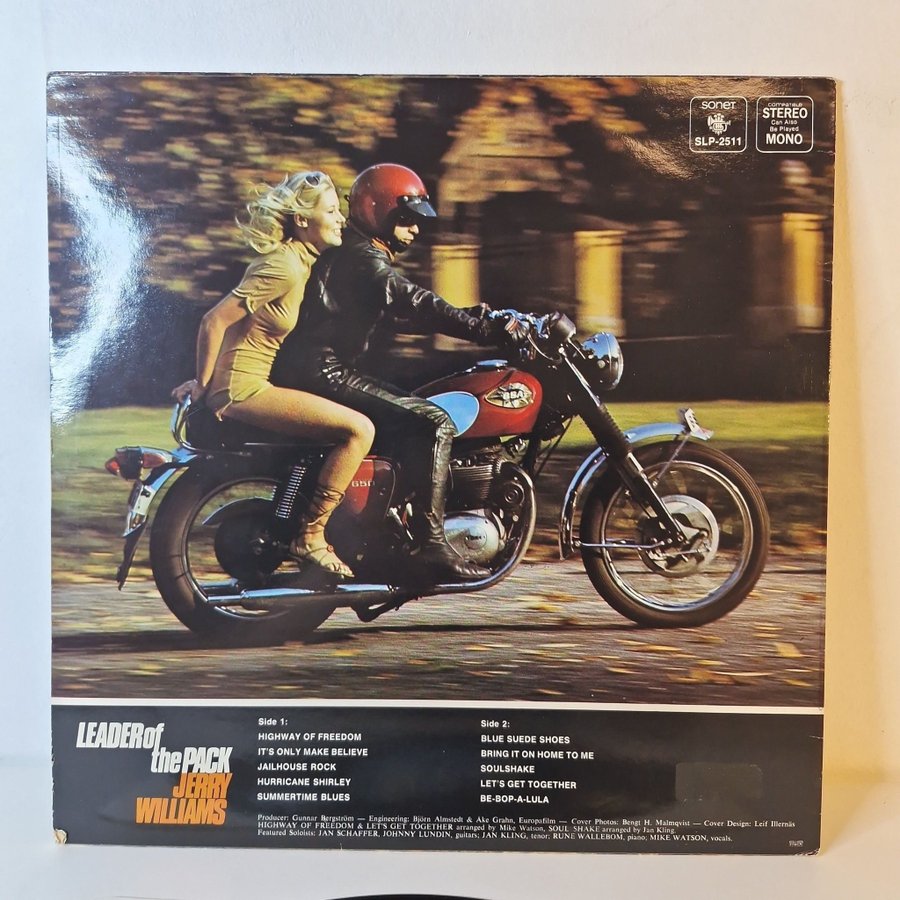 sonet
SLP-2511
COMPATIBLE
STEREO
Can Also
Be Played
MONO
BSA
650
LEADER of
the PACK
JERRY
WILLIAMS
Side 1:
HIGHWAY OF FREEDOM
IT'S ONLY MAKE BELIEVE
JAILHOUSE ROCK
HURRICANE SHIRLEY
SUMMERTIME BLUES
Side 2:
BLUE SUEDE SHOES
BRING IT ON HOME TO ME
SOULSHAKE
LET'S GET TOGETHER
BE-BOP-A-LULA
Producer: Gunnar Bergström — Engineering: Björn Almstedt & Ake Grahn, Europafilm — Cover Photos: Bengt H. Malmqvist — Cover Design: Leif Illernäs
HIGHWAY OF FREEDOM & LET'S GET TOGETHER arranged by Mike Watson, SOUL SHAKE arranged by Jan Kling.
Featured Soloists: JAN SCHAFFER, JOHNNY LUNDIN, guitars; JAN KLING, tenor; RUNE WALLEBOM, piano; MIKE WATSON, vocals.